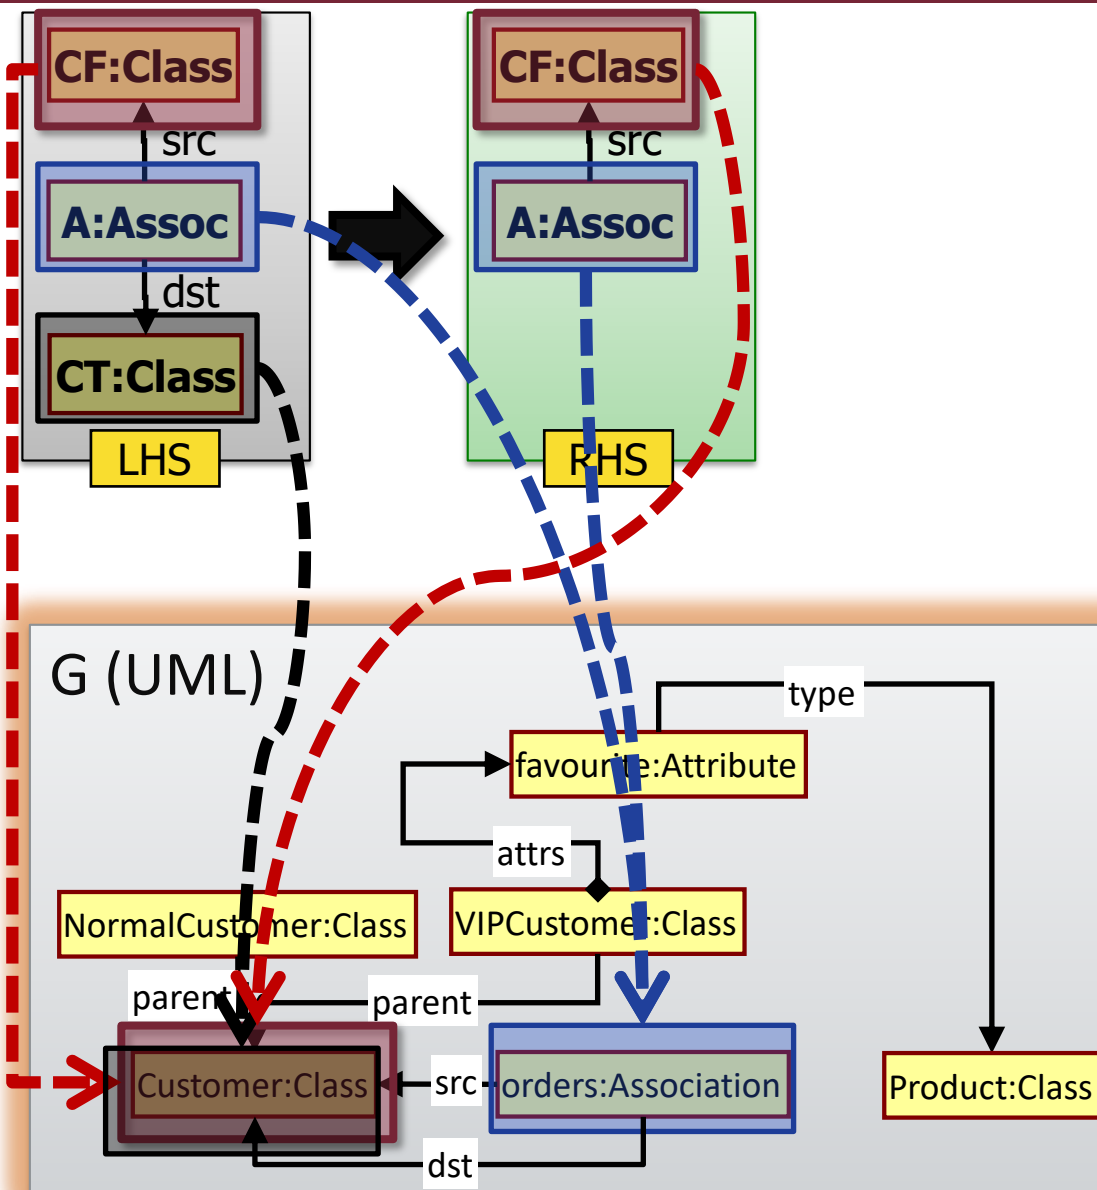 CF:Class
CF:Class
src
src
A:Assoc
A:Assoc
dst
CT:Class
LHS
RHS
G (UML)
type
favourite:Attribute
attrs
NormalCustomer:Class
VIPCustomer:Class
parent
parent
Customer:Class
src
orders:Association
Product:Class
dst